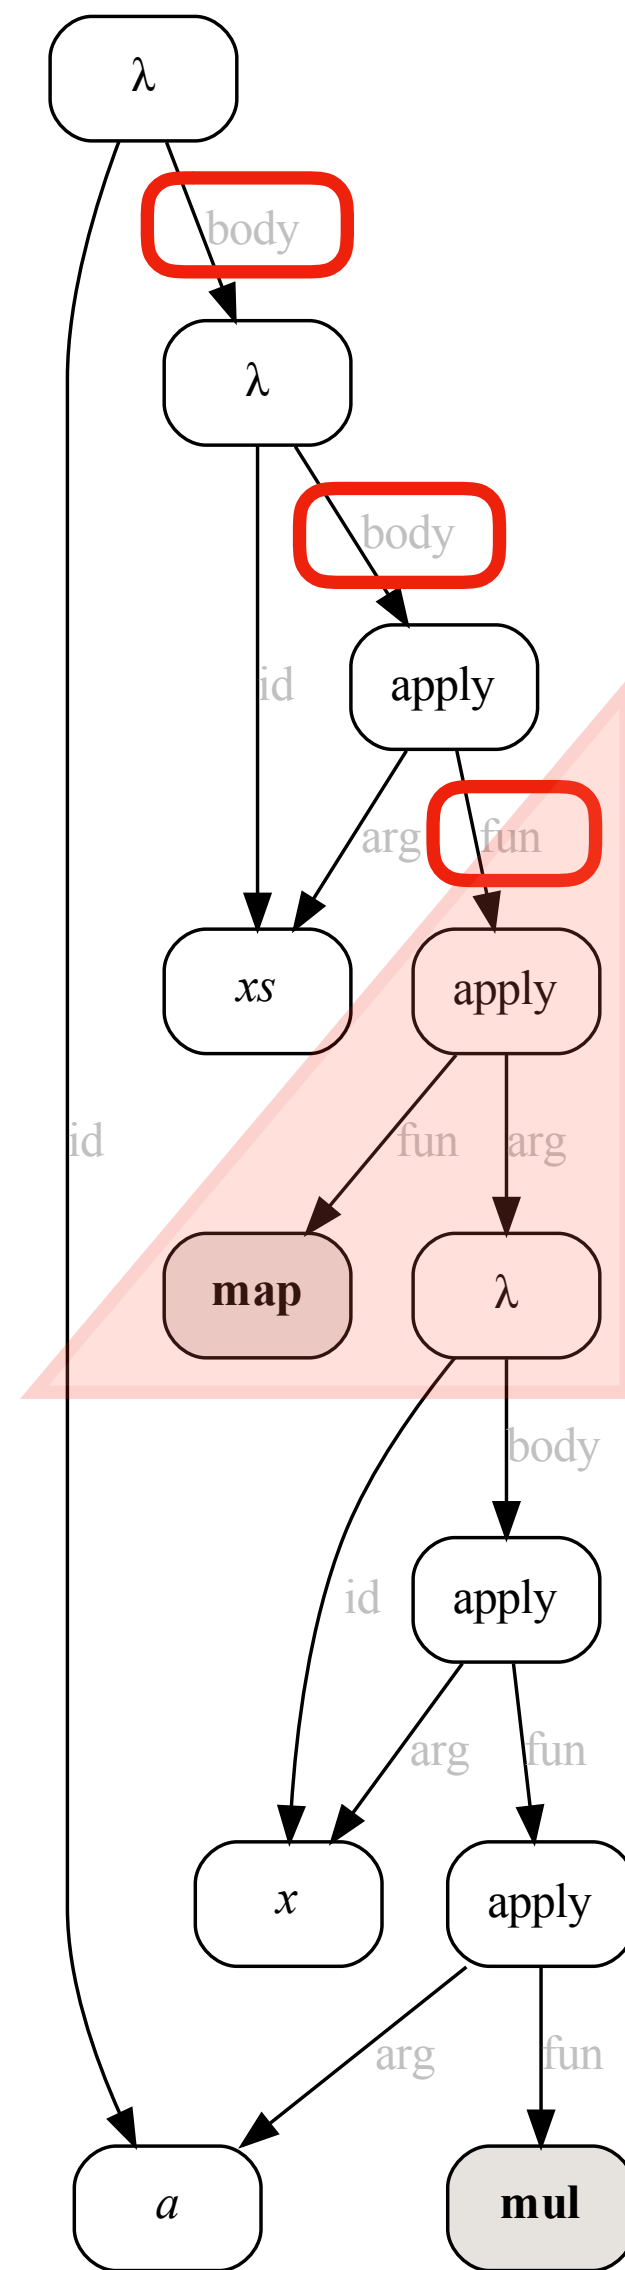 λ
body
λ
body
id
apply
arg
fun
xs
apply
id
fun
arg
map
λ
body
id
apply
arg
fun
x
apply
arg
fun
a
mul